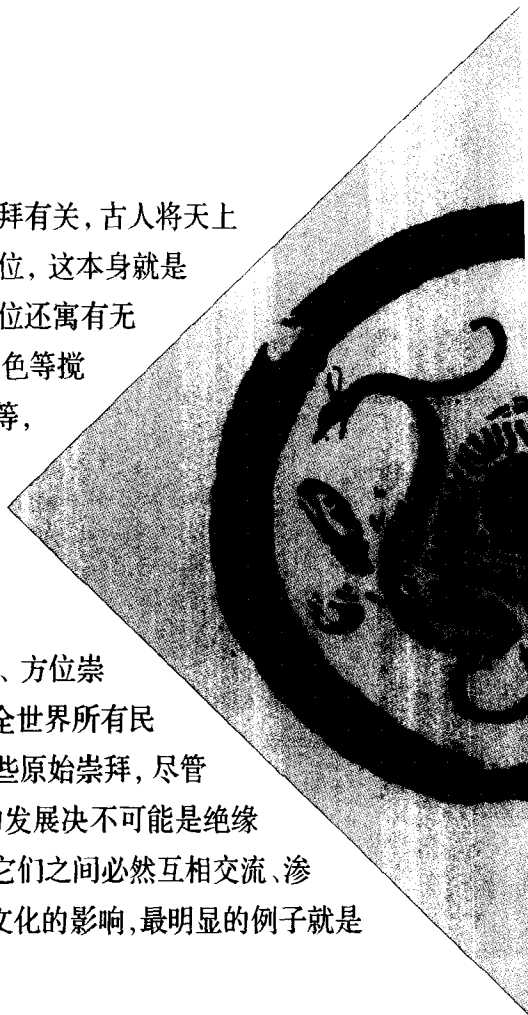 拜有关，古人将天上
位，这本身就是
位还寓有无
色等搅
等，
、方位崇
全世界所有民
些原始崇拜，尽管
发展决不可能是绝缘
它们之间必然互相交流、渗
文化的影响，最明显的例子就是